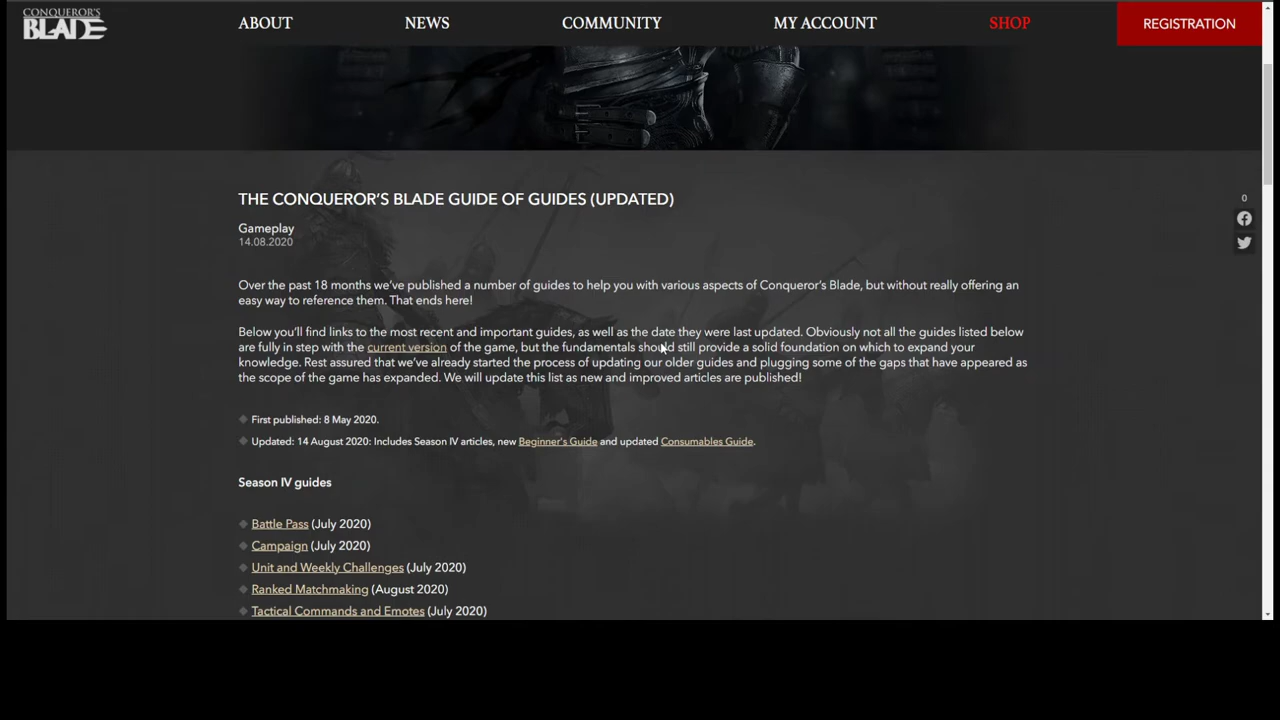 CONQUEROR'S
BLADE
ABOUT
NEWS
COMMUNITY
MY ACCOUNT
SHOP
REGISTRATION
THE CONQUEROR'S BLADE GUIDE OF GUIDES (UPDATED)
Gameplay
14.08.2020
0
Over the past 18 months we've published a number of guides to help you with various aspects of Conqueror's Blade, but without really offering an
easy way to reference them. That ends here!
Below you'll find links to the most recent and important guides, as well as the date they were last updated. Obviously not all the guides listed below
are fully in step with the current version of the game, but the fundamentals should still provide a solid foundation on which to expand your
knowledge. Rest assured that we've already started the process of updating our older guides and plugging some of the gaps that have appeared as
the scope of the game has expanded. We will update this list as new and improved articles are published!
First published: 8 May 2020.
Updated: 14 August 2020: Includes Season IV articles, new Beginner's Guide and updated Consumables Guide.
Season IV guides
Battle Pass (July 2020)
Campaign (July 2020)
Unit and Weekly Challenges (July 2020)
Ranked Matchmaking (August 2020)
Tactical Commands and Emotes (July 2020)